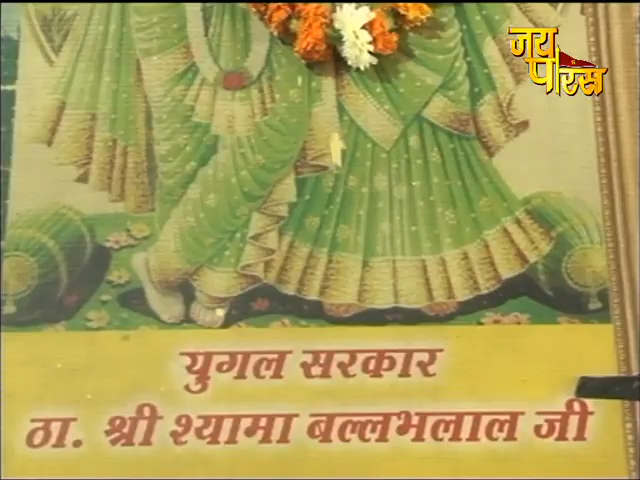 जय
पारस
युगल सरकार
ठा. श्री श्यामा बल्लभलाल जी